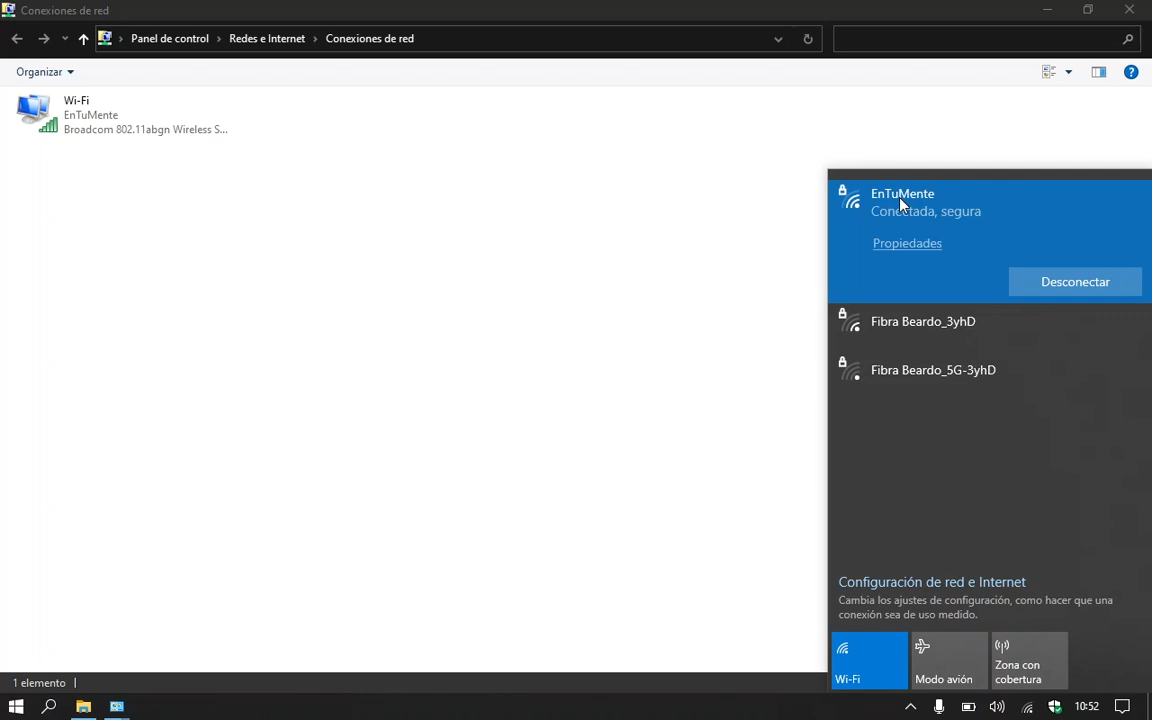 Conexiones de red
Panel de control › Redes e Internet › Conexiones de red
Organizar
Wi-Fi
EnTuMente
Broadcom 802.11abgn Wireless S...
EnTuMente
Conectada, segura
Propiedades
Desconectar
Fibra Beardo_3yhD
Fibra Beardo_5G-3yhD
Configuración de red e Internet
Cambia los ajustes de configuración, como hacer que una
conexión sea de uso medido.
Wi-Fi
Modo avión
Zona con
cobertura
1 elemento
10:52